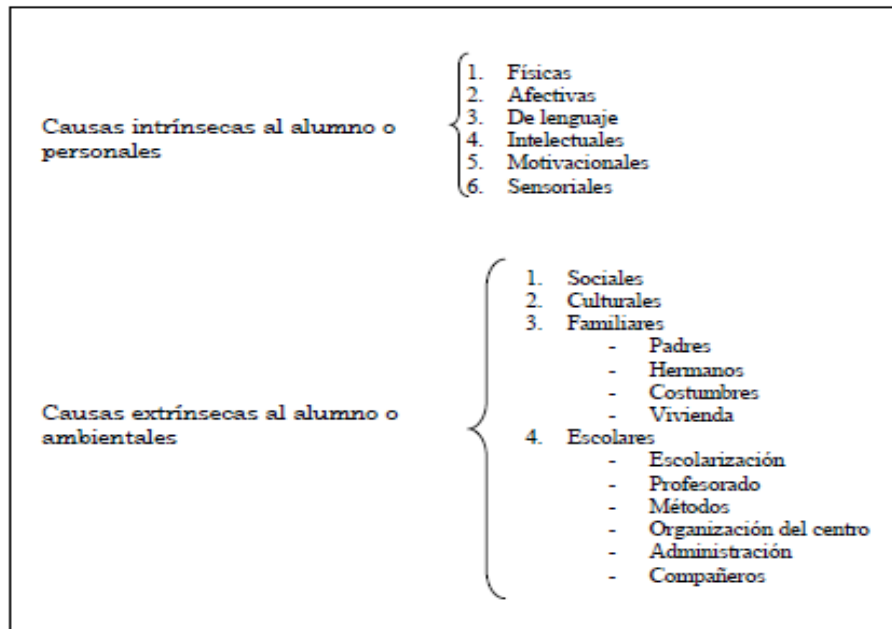 Causas intrínsecas al alumno o
personales
1. Físicas
2. Afectivas
3. De lenguaje
4. Intelectuales
5. Motivacionales
6. Sensoriales
Causas extrínsecas al alumno o
ambientales
1. Sociales
2. Culturales
3. Familiares
- Padres
- Hermanos
- Costumbres
- Vivienda
4. Escolares
- Escolarización
- Profesorado
- Métodos
- Organización del centro
- Administración
- Compañeros